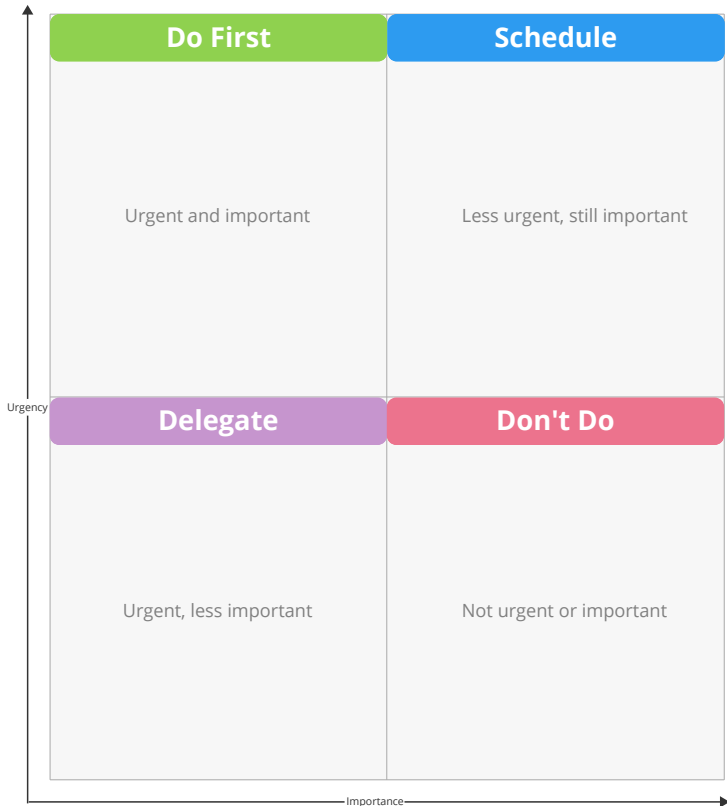 Do First
Schedule
Urgent and important
Less urgent, still important
Urgency
Delegate
Don't Do
Urgent, less important
Not urgent or important
Importance